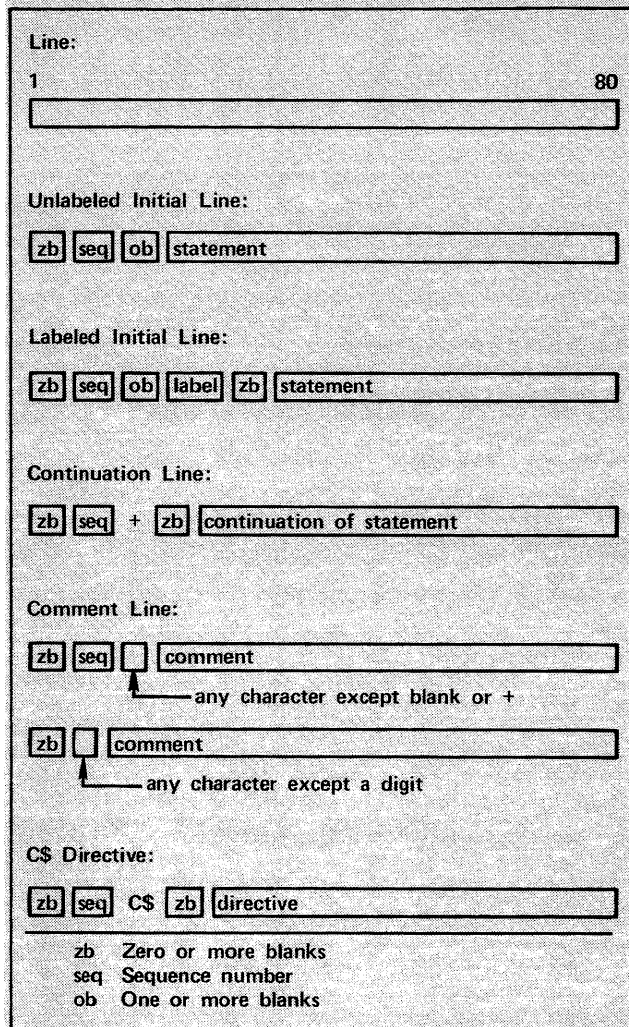 Line:
1 80
Unlabeled Initial Line:
zb seq ob statement
Labeled Initial Line:
zb seq ob label zb statement
Continuation Line:
zb seq + zb continuation of statement
Comment Line:
zb seq comment
any character except blank or +
zb comment
any character except a digit
C$ Directive:
zb seq C$ zb directive
zb Zero or more blanks
seq Sequence number
ob One or more blanks